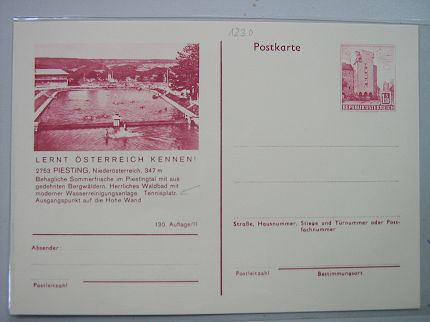 1230
Postkarte
REPUBLIK ÖSTERREICH
LERNT ÖSTERREICH KENNEN!
2753 PIESTING, Niederösterreich, 347 m
Behagliche Sommerfrische im Piestingtal mit aus-
gedehnten Bergwäldern. Herrliches Waldbad mit
moderner Wasserreinigungsanlage. Tennisplatz.
Ausgangspunkt auf die Hohe Wand
130. Auflage/11
Absender:
Postleitzahl
Straße, Hausnummer, Stiege und Türnummer oder Post-
fachnummer
Postleitzahl Bestimmungsort